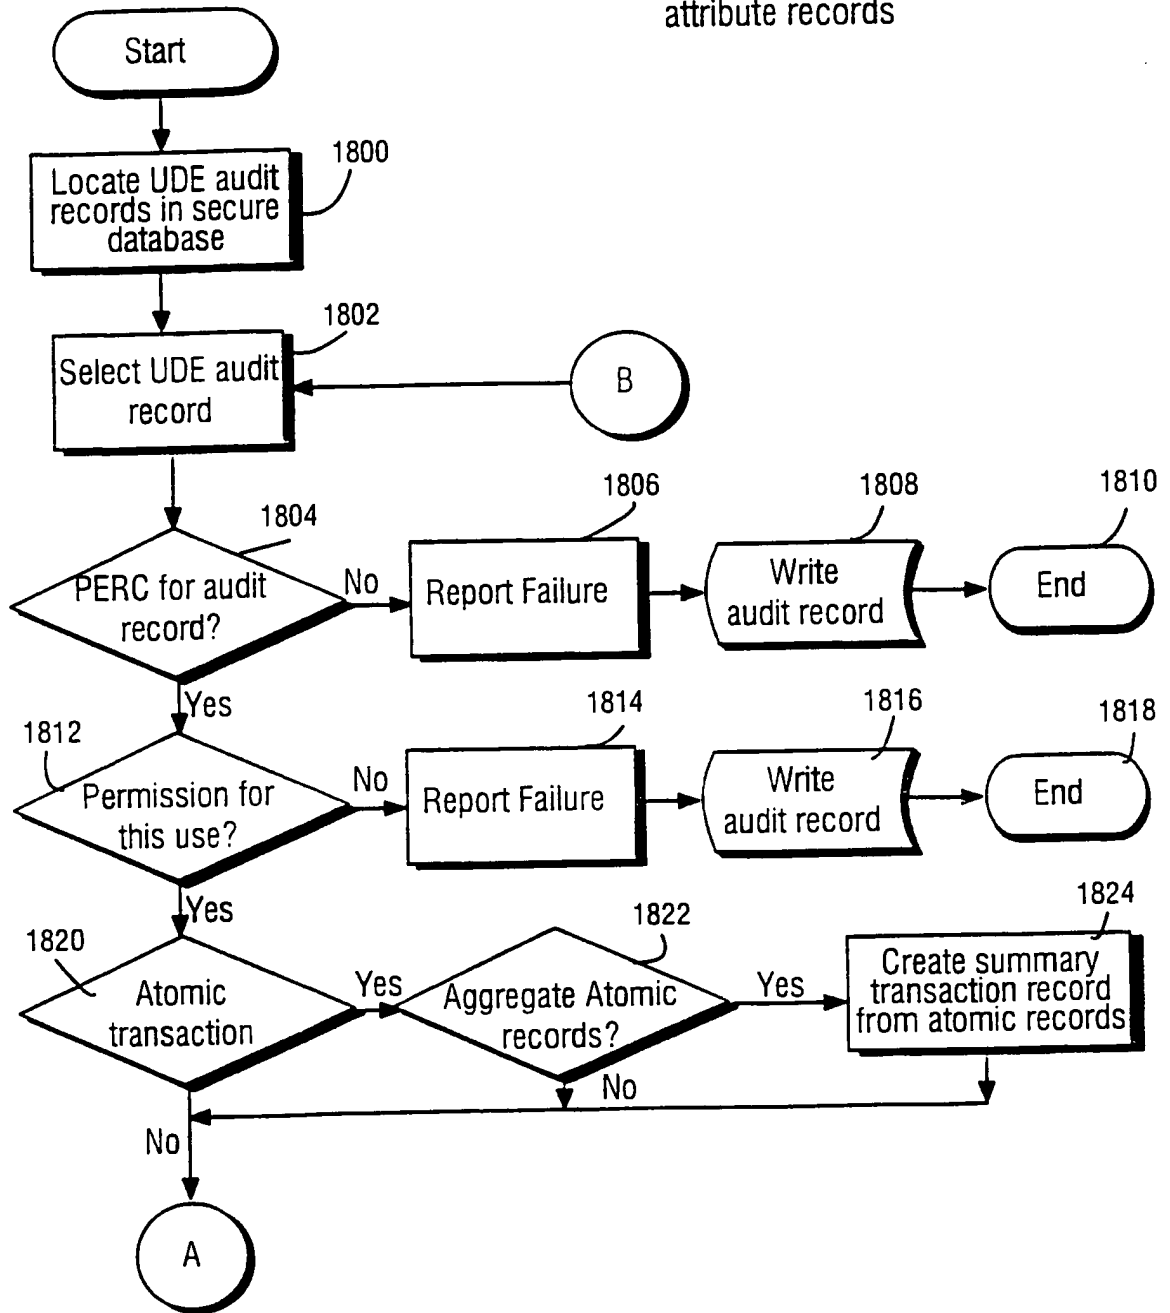 attribute records
Start
1800
Locate UDE audit
records in secure
database
1802
Select UDE audit
record
B
1804
PERC for audit
record?
No
1806
Report Failure
1808
Write
audit record
1810
End
Yes
1812
Permission for
this use?
No
1814
Report Failure
1816
Write
audit record
1818
End
Yes
1820
Atomic
transaction
Yes
1822
Aggregate Atomic
records?
Yes
1824
Create summary
transaction record
from atomic records
No
No
A